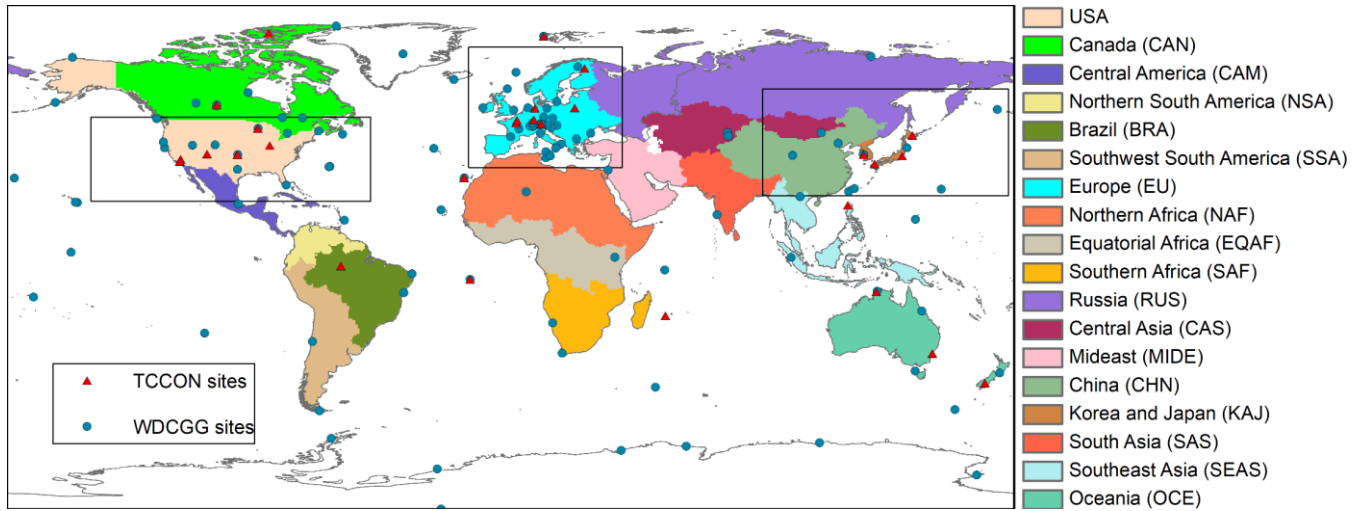 TCCON sites
WDCGG sites
USA
Canada (CAN)
Central America (CAM)
Northern South America (NSA)
Brazil (BRA)
Southwest South America (SSA)
Europe (EU)
Northern Africa (NAF)
Equatorial Africa (EQAF)
Southern Africa (SAF)
Russia (RUS)
Central Asia (CAS)
Mideast (MIDE)
China (CHN)
Korea and Japan (KAJ)
South Asia (SAS)
Southeast Asia (SEAS)
Oceania (OCE)